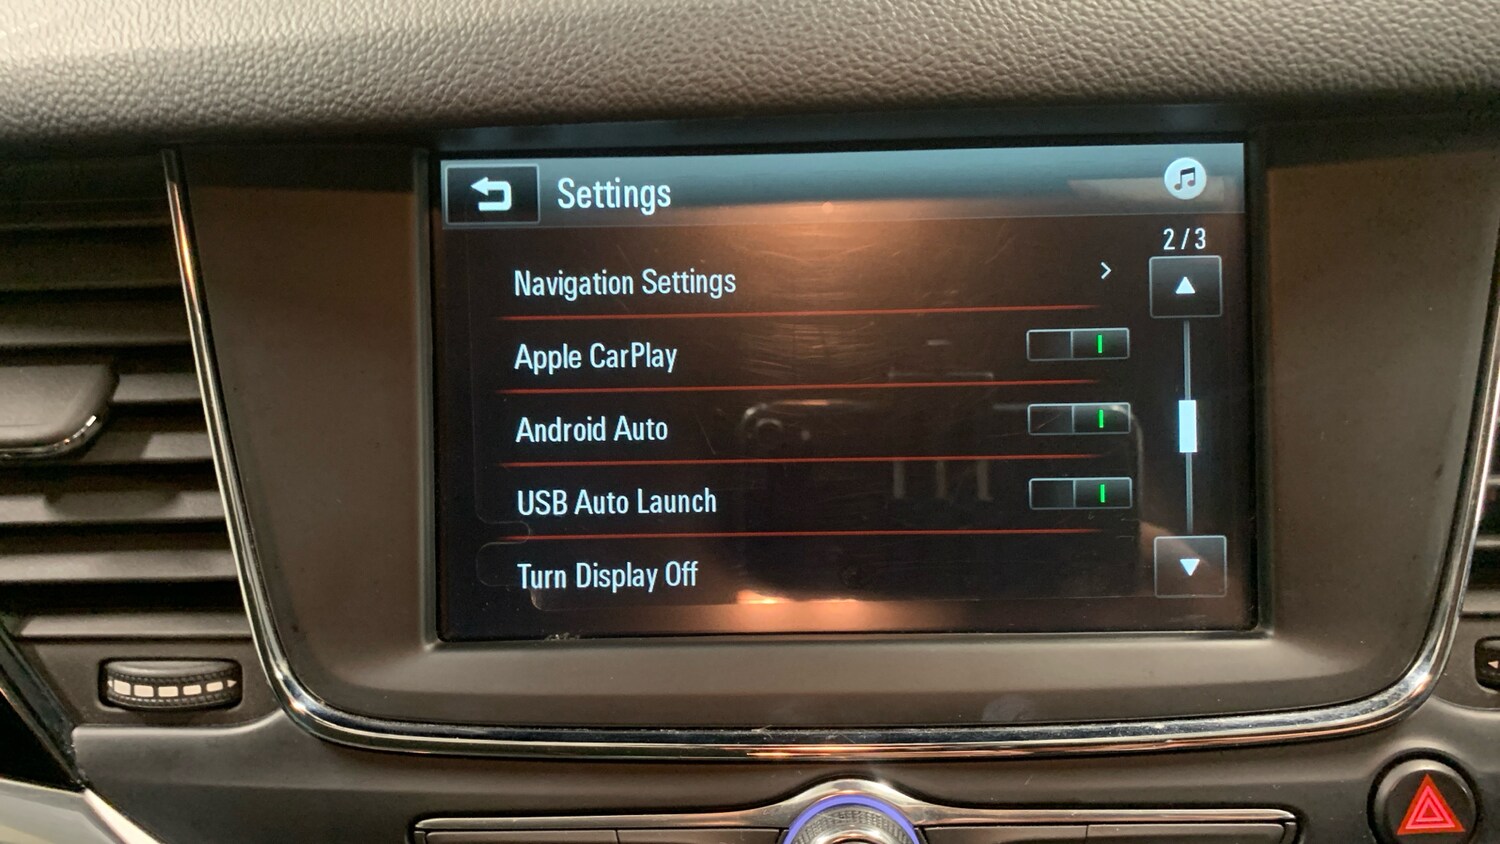 Settings
2/3
Navigation Settings
Apple CarPlay
Android Auto
USB Auto Launch
Turn Display Off